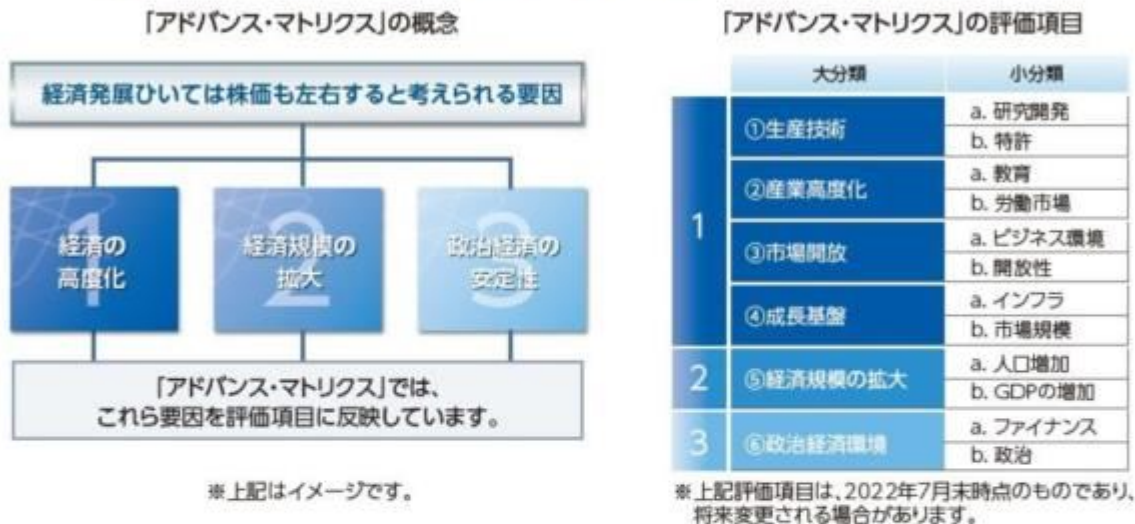 「アドバンス・マトリクス」の概念
経済発展ひいては株価も左右すると考えられる要因
1
経済の
高度化
2
経済規模の
拡大
3
政治経済の
安定性
「アドバンス・マトリクス」では、
これら要因を評価項目に反映しています。
※上記はイメージです。
「アドバンス・マトリクス」の評価項目
大分類 小分類
1
①生産技術
a. 研究開発
b. 特許
②産業高度化
a. 教育
b. 労働市場
③市場開放
a. ビジネス環境
b. 開放性
④成長基盤
a. インフラ
b. 市場規模
2
⑤経済規模の拡大
a. 人口増加
b. GDPの増加
3
⑥政治経済環境
a. ファイナンス
b. 政治
※上記評価項目は、2022年7月末時点のものであり、
将来変更される場合があります。